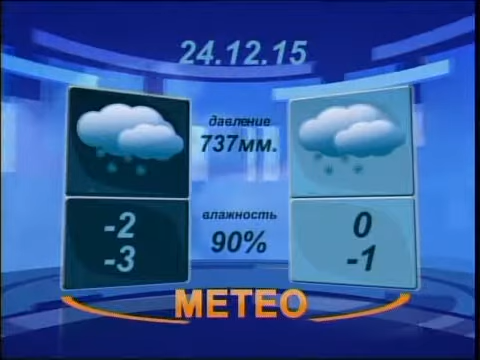 24.12.15
давление
737мм.
-2
-3
влажность
90%
0
-1
МЕТЕО